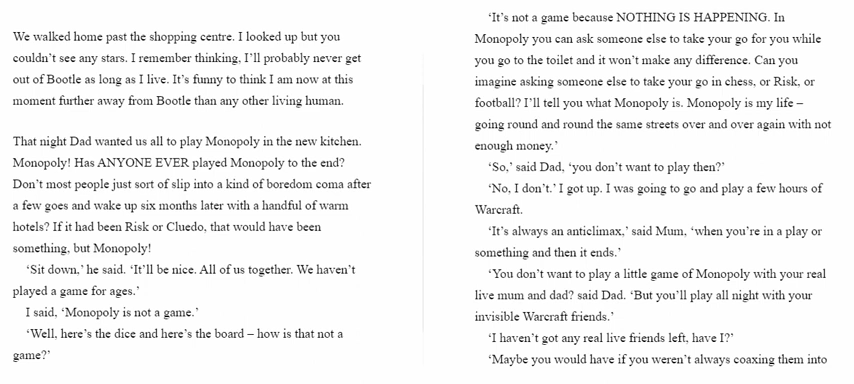 We walked home past the shopping centre. I looked up but you
couldn’t see any stars. I remember thinking, I’ll probably never get
out of Bootle as long as I live. It’s funny to think I am now at this
moment further away from Bootle than any other living human.
That night Dad wanted us all to play Monopoly in the new kitchen.
Monopoly! Has ANYONE EVER played Monopoly to the end?
Don’t most people just sort of slip into a kind of boredom coma after
a few goes and wake up six months later with a handful of warm
hotels? If it had been Risk or Cluedo, that would have been
something, but Monopoly!
‘Sit down,’ he said. ‘It’ll be nice. All of us together. We haven’t
played a game for ages.’
I said, ‘Monopoly is not a game.’
‘Well, here’s the dice and here’s the board – how is that not a
game?’
‘It’s not a game because NOTHING IS HAPPENING. In
Monopoly you can ask someone else to take your go for you while
you go to the toilet and it won’t make any difference. Can you
imagine asking someone else to take your go in chess, or Risk, or
football? I’ll tell you what Monopoly is. Monopoly is my life –
going round and round the same streets over and over again with not
enough money.’
‘So,’ said Dad, ‘you don’t want to play then?’
‘No, I don’t.’ I got up. I was going to go and play a few hours of
Warcraft.
‘It’s always an anticlimax,’ said Mum, ‘when you’re in a play or
something and then it ends.’
‘You don’t want to play a little game of Monopoly with your real
live mum and dad? said Dad. ‘But you’ll play all night with your
invisible Warcraft friends.’
‘I haven’t got any real live friends left, have I?’
‘Maybe you would have if you weren’t always coaxing them into